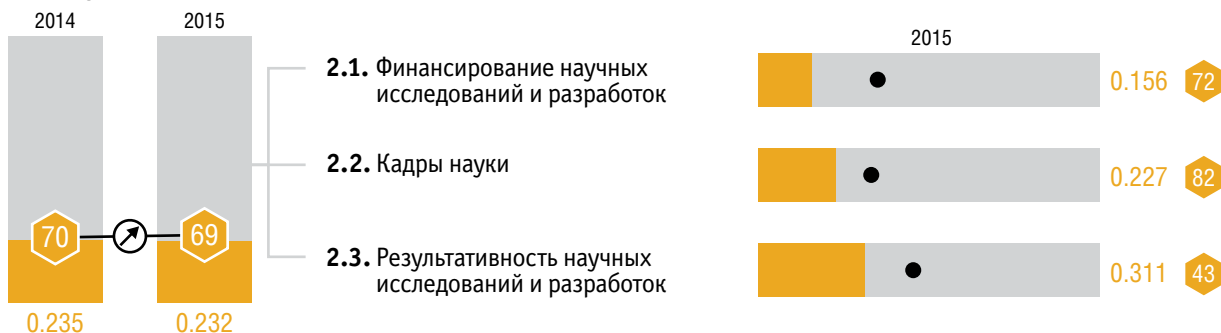 2014
2015
70
69
0.235
0.232
2.1. Финансирование научных
исследований и разработок
2.2. Кадры науки
2.3. Результативность научных
исследований и разработок
2015
0.156
72
0.227
82
0.311
43